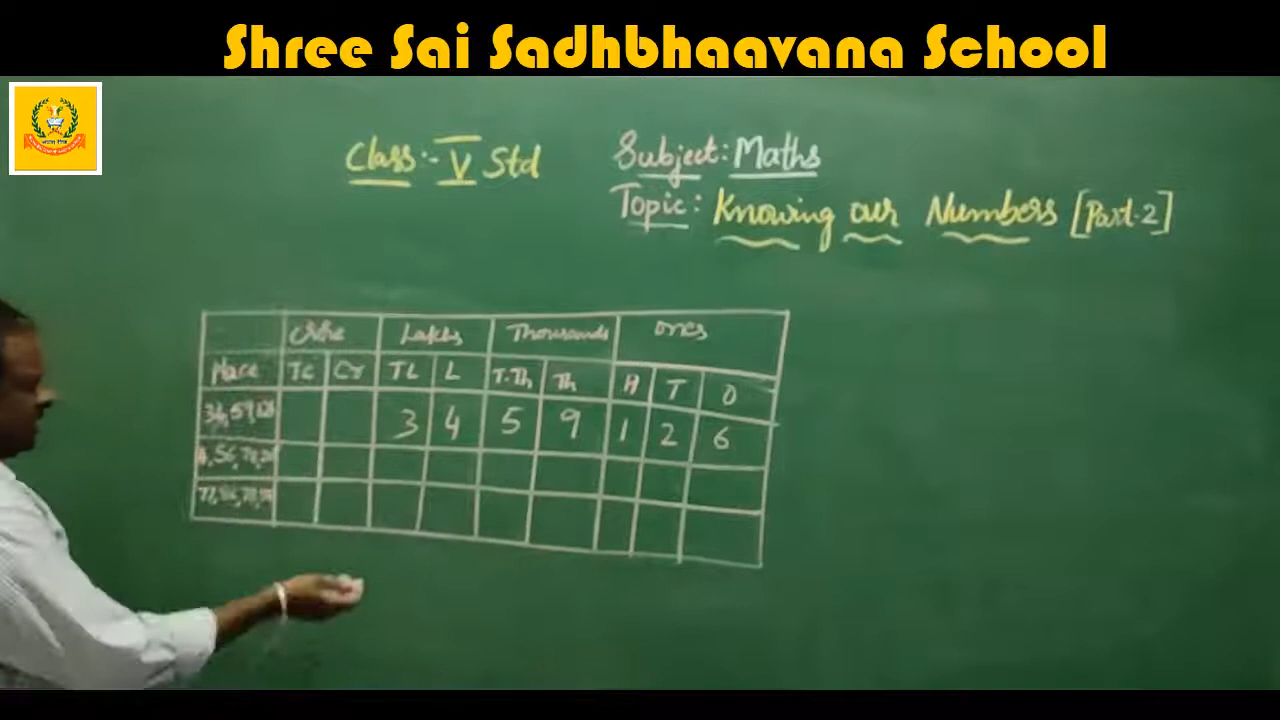 Shree Sai Sadhbhaavana School
Class:- V Std
Subject: Maths
Topic: Knowing our Numbers [Part-2]
Lakhs Thousands ones
Place TC Cr TL L T.Th Th H T O
3 4 5 9 1 2 6